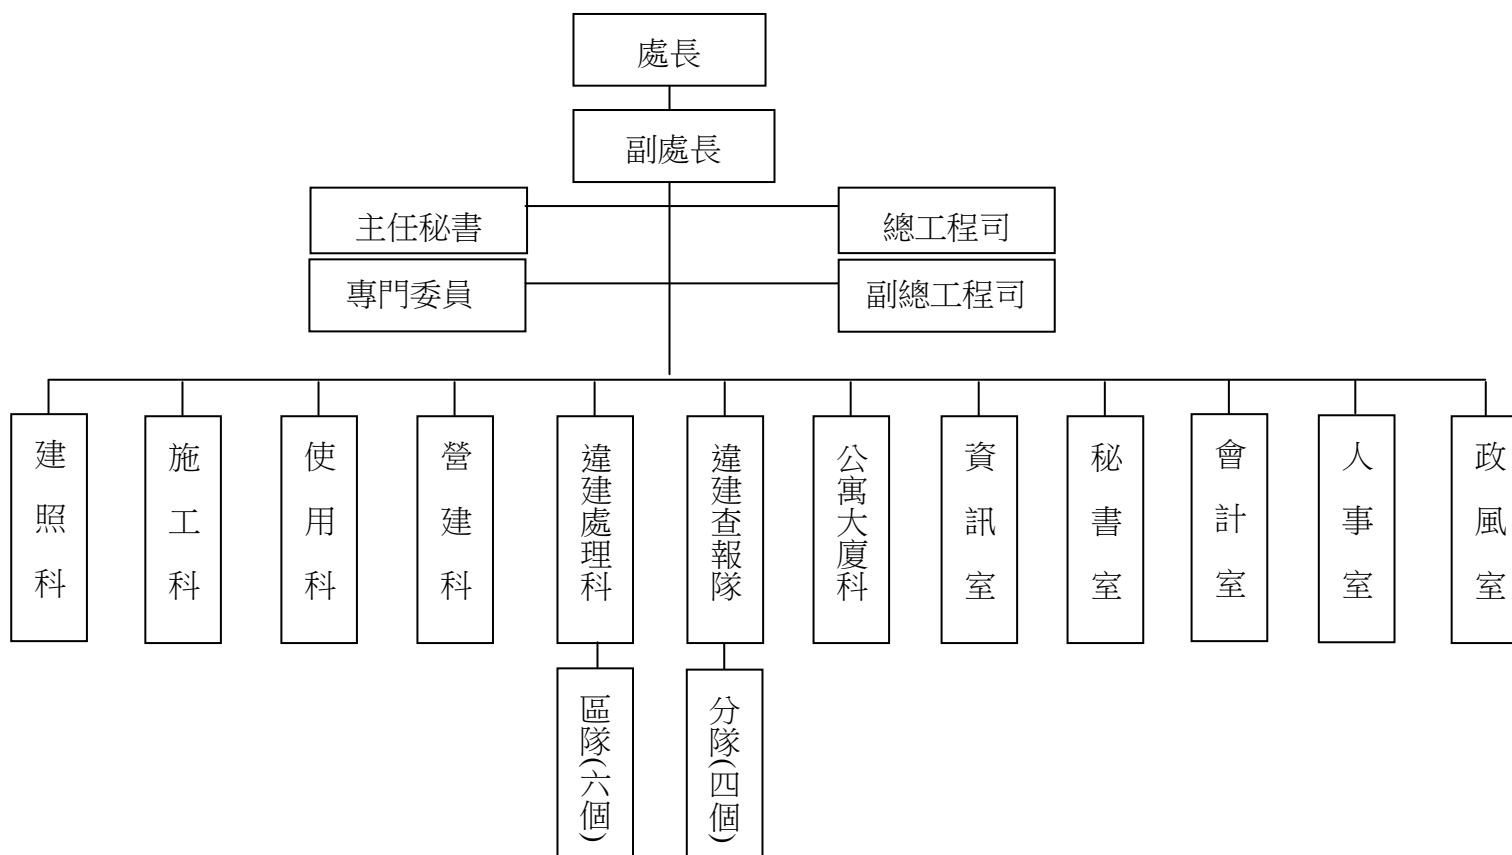 處長
副處長
主任秘書
總工程司
專門委員
副總工程司
建照科
施工科
使用科
營建科
違建處理科
違建查報隊
公寓大廈科
資訊室
秘書室
會計室
人事室
政風室
區隊(六個)
分隊(四個)